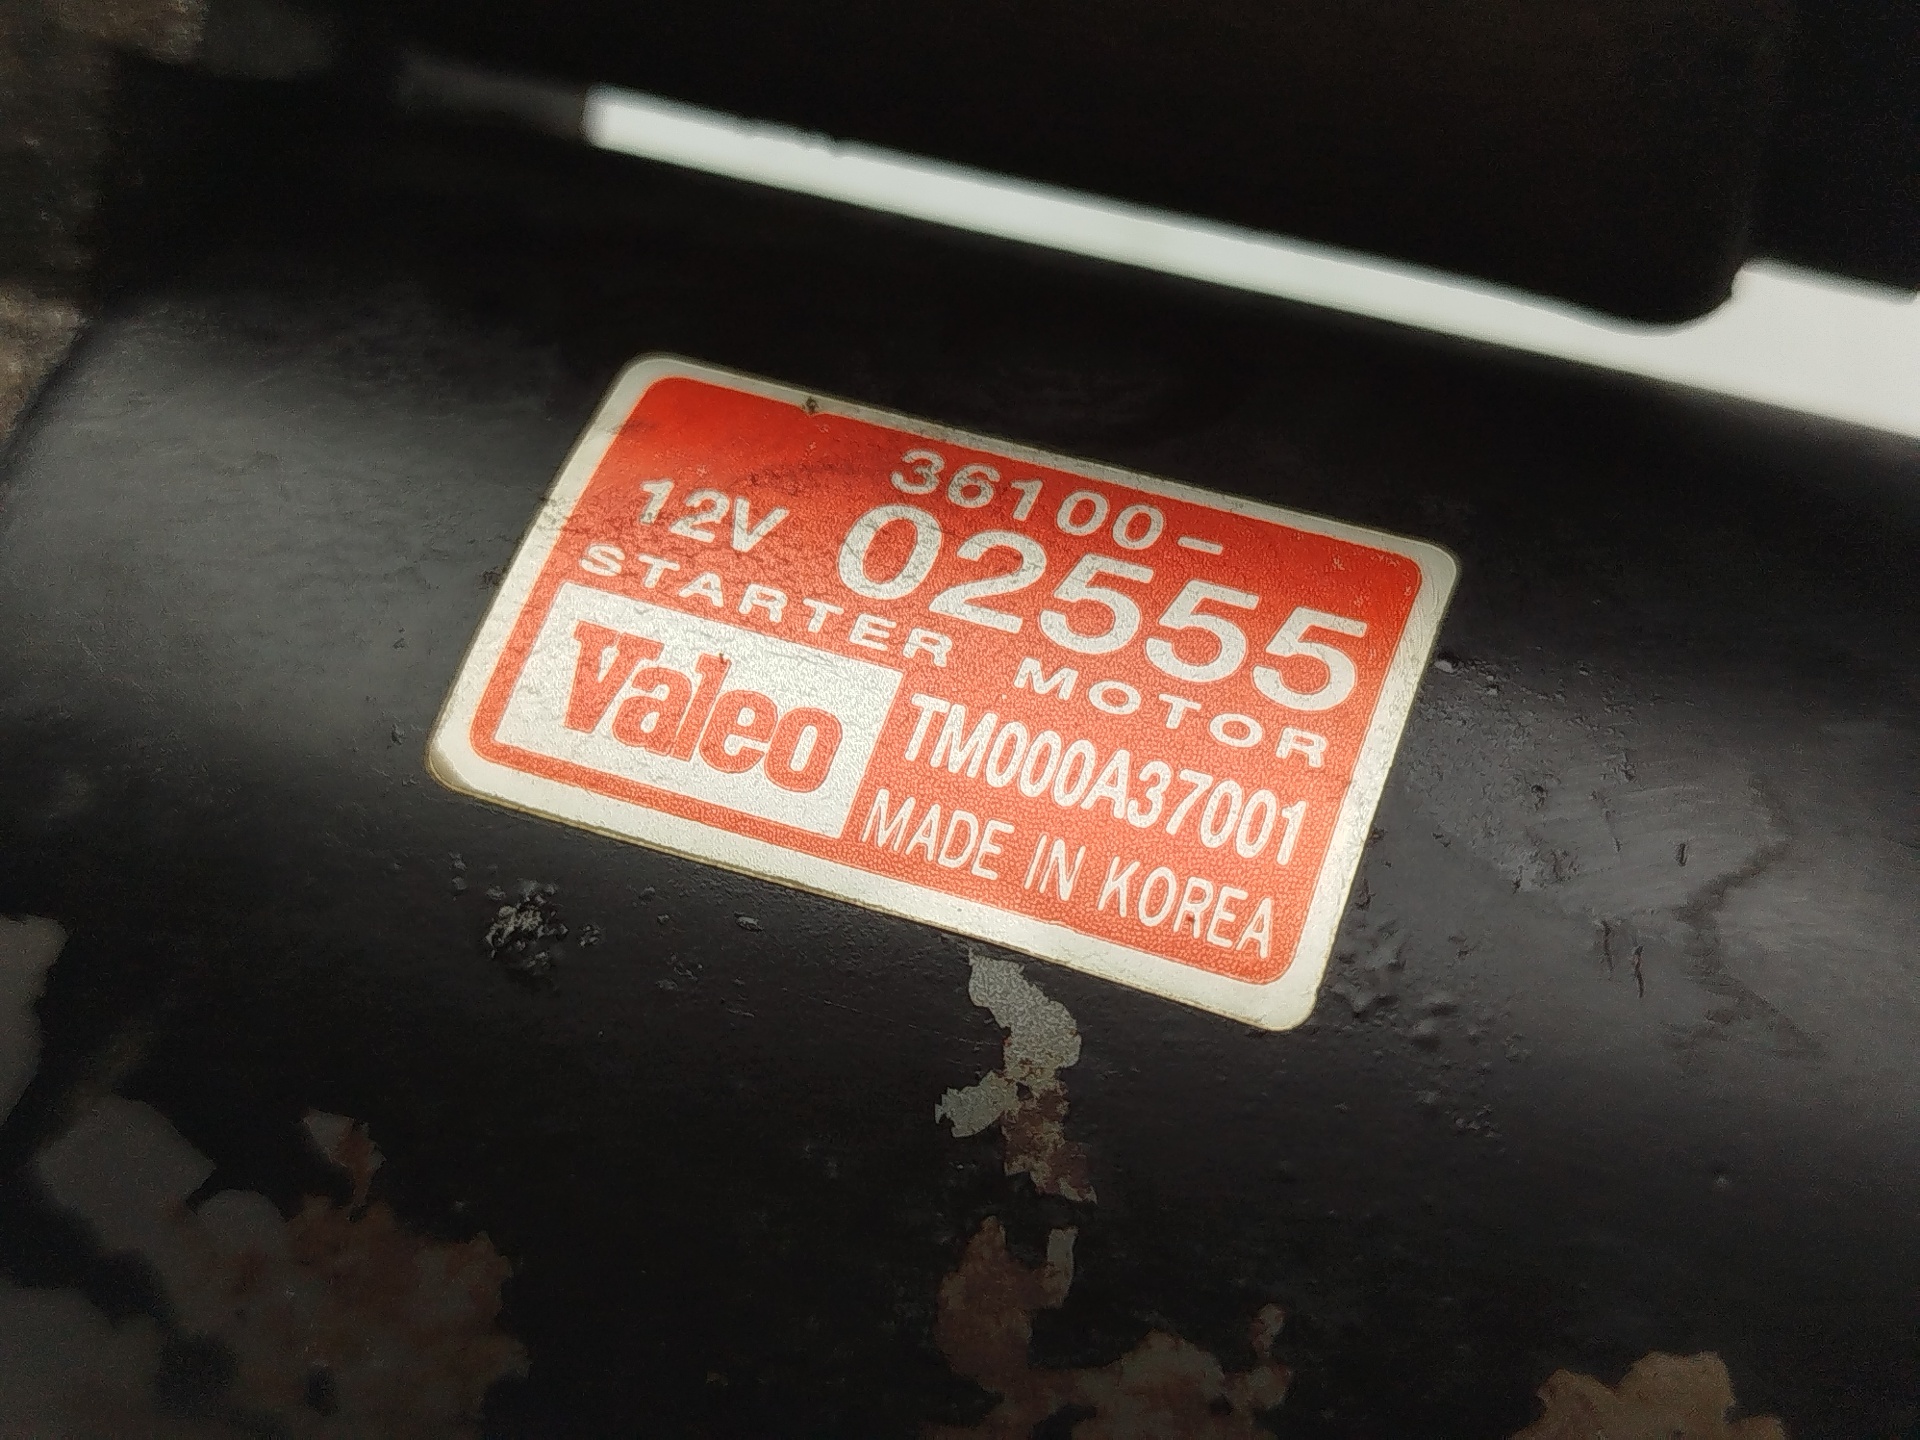 36100-
12V 02555
STARTER MOTOR
Valeo
TM000A37001
MADE IN KOREA